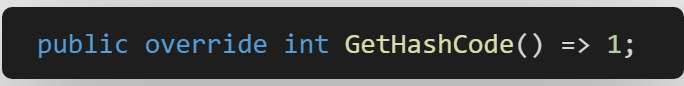 public override int GetHashCode() => 1;